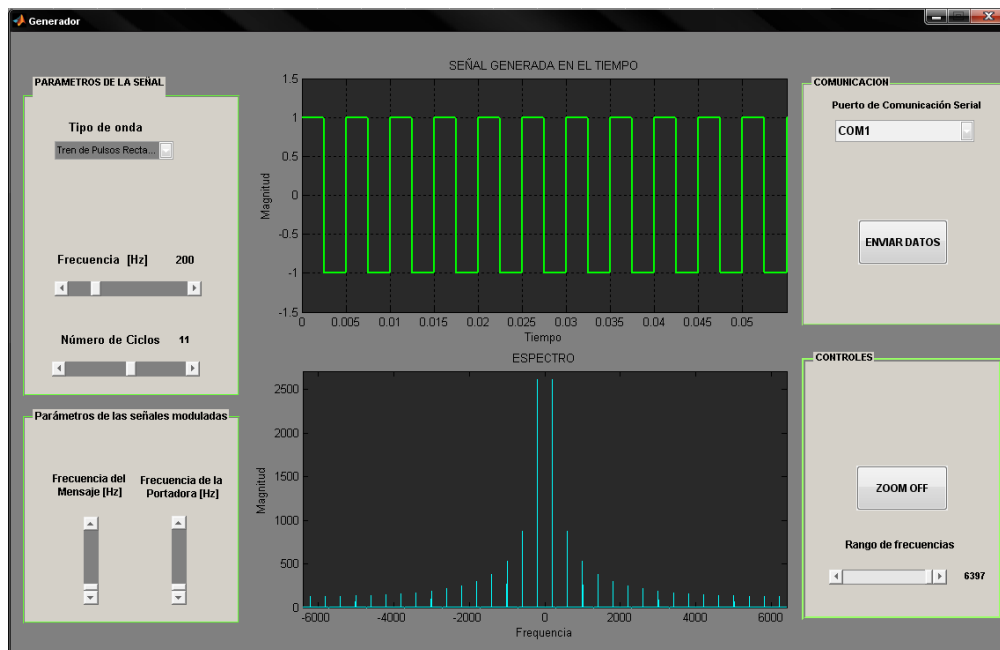 Generador
PARAMETROS DE LA SEÑAL
Tipo de onda
Tren de Pulsos Recta...
Frecuencia [Hz] 200
Número de Ciclos 11
Parámetros de las señales moduladas
Frecuencia del
Mensaje [Hz]
Frecuencia de la
Portadora [Hz]
SEÑAL GENERADA EN EL TIEMPO
Magnitud
1.5
1
0.5
0
-0.5
-1
-1.5
0 0.005 0.01 0.015 0.02 0.025 0.03 0.035 0.04 0.045 0.05
Tiempo
ESPECTRO
Magnitud
2500
2000
1500
1000
500
0
-6000 -4000 -2000 0 2000 4000 6000
Frequencia
COMUNICACION
Puerto de Comunicación Serial
COM1
ENVIAR DATOS
CONTROLES
ZOOM OFF
Rango de frecuencias
6397